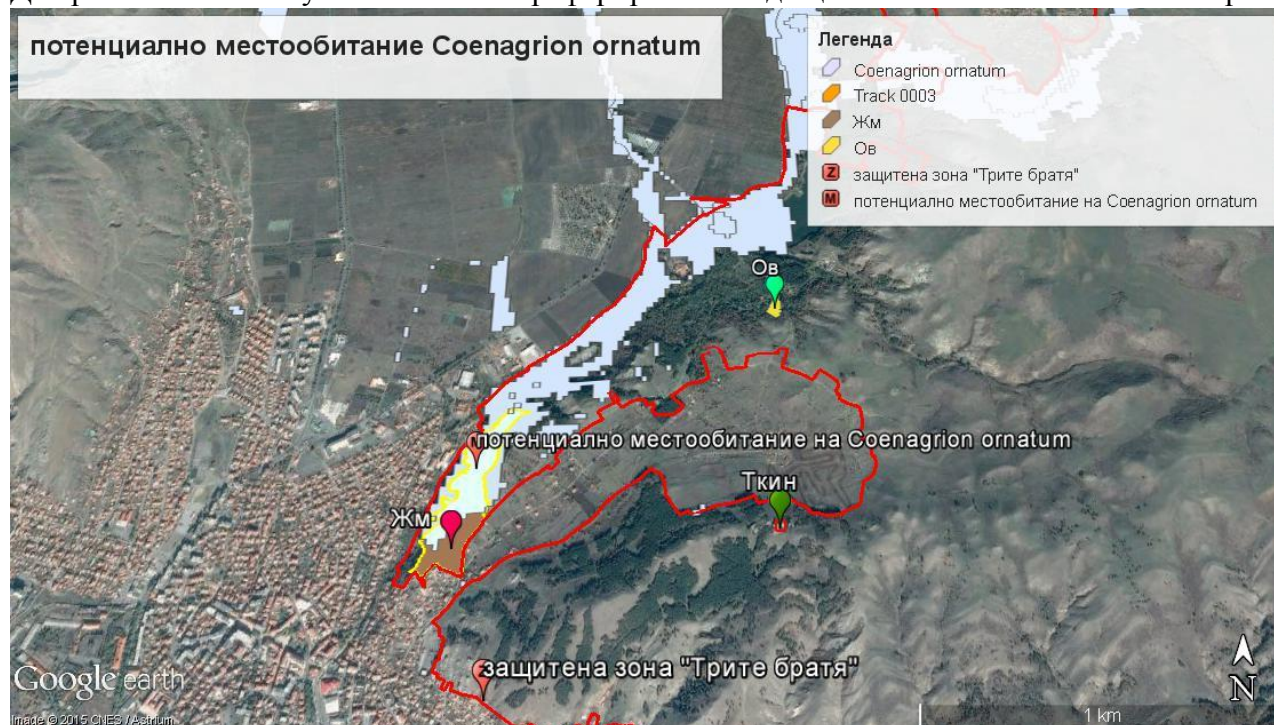 потенциално местообитание Coenagrion ornatum
Легенда
Coenagrion ornatum
Track 0003
Жм
Ов
Z защитена зона "Трите братя"
M потенциално местообитание на Coenagrion ornatum
Ов
потенциално местообитание на Coenagrion ornatum
Ткин
Жм
защитена зона "Трите братя"
Google earth
N
Image © 2015 CNES / Astrium
1 km